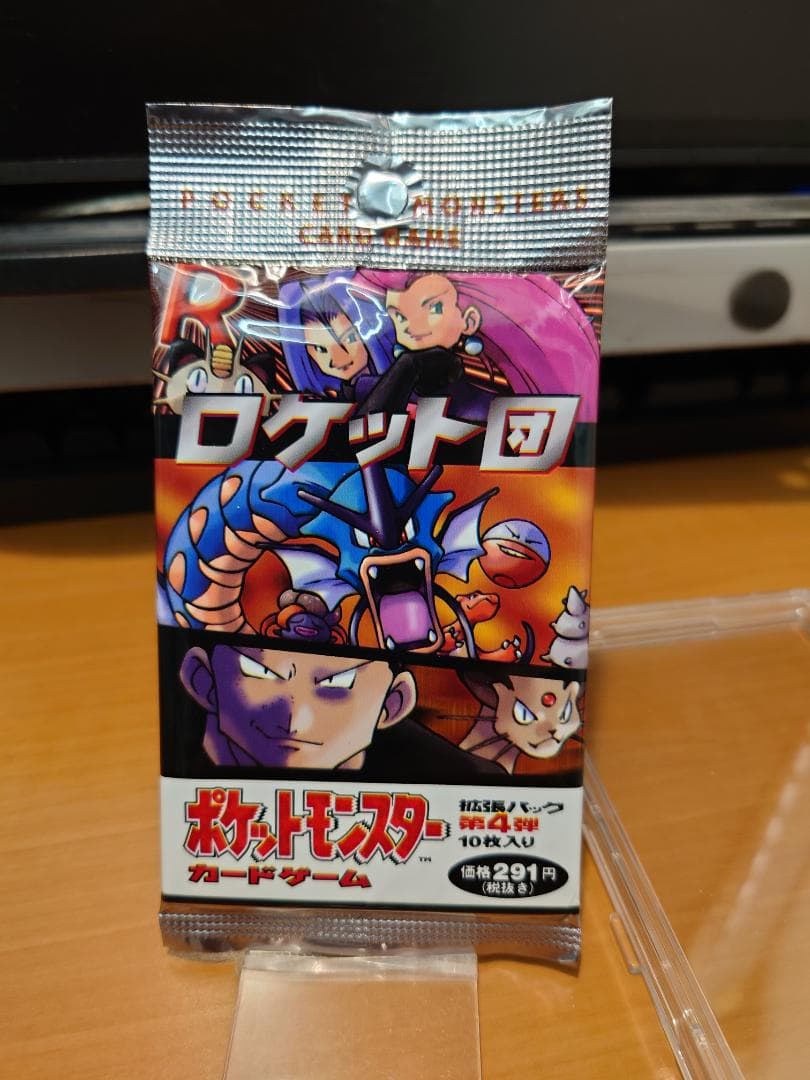 POCKET MONSTERS
CARD GAME
R
ロケット団
ポケットモンスター
TM
カードゲーム
拡張パック
第4弾
10枚入り
価格291円
(税抜き)